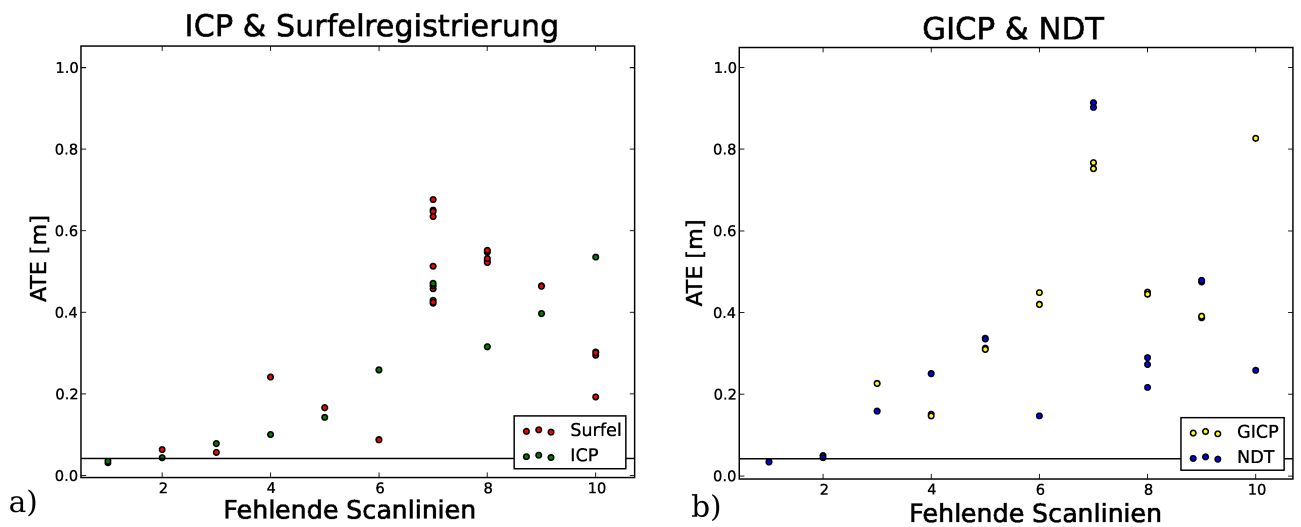 ICP & Surfelregistrierung
1.0
0.8
0.6
0.4
0.2
0.0
ATE [m]
2 4 6 8 10
Fehlende Scanlinien
Surfel
ICP
a)
GICP & NDT
1.0
0.8
0.6
0.4
0.2
0.0
ATE [m]
2 4 6 8 10
Fehlende Scanlinien
GICP
NDT
b)